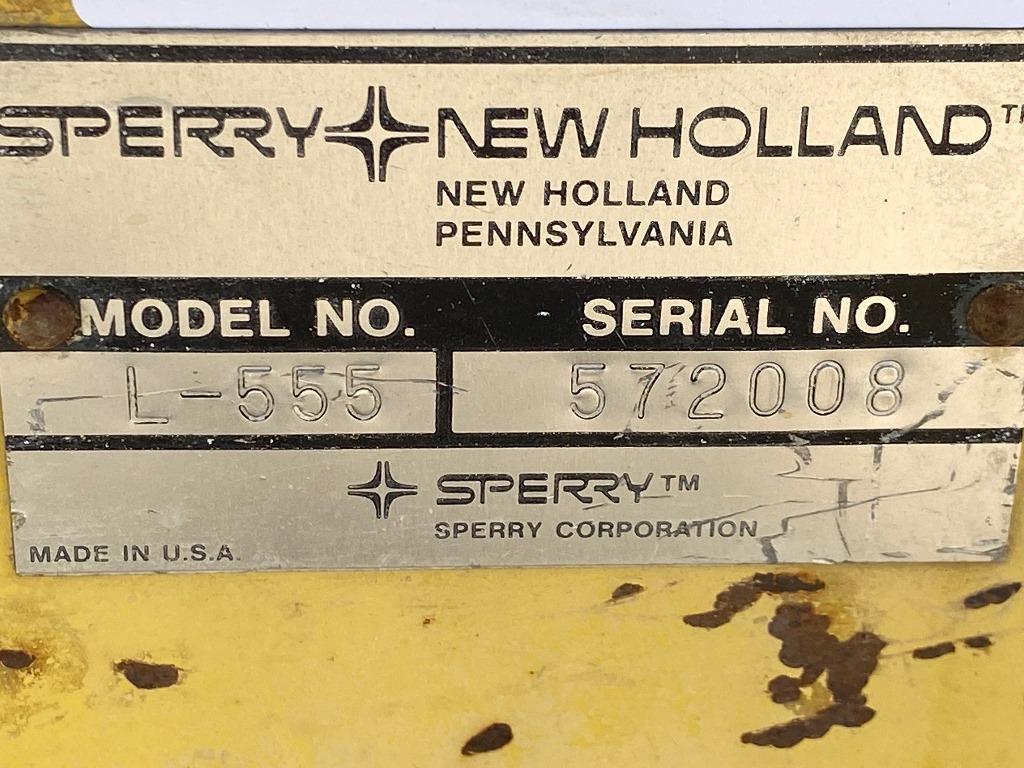 SPERRY NEW HOLLAND™
NEW HOLLAND
PENNSYLVANIA
MODEL NO. SERIAL NO.
L-555 572008
SPERRY™
SPERRY CORPORATION
MADE IN U.S.A.